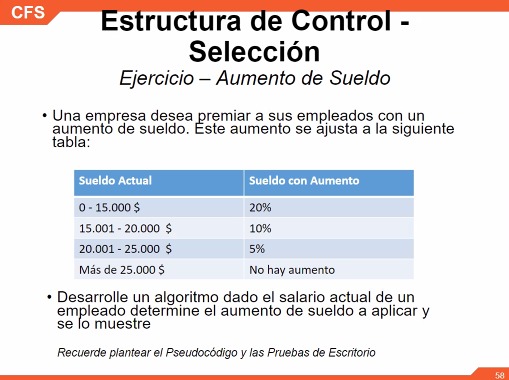 CFS
Estructura de Control -
Selección
Ejercicio – Aumento de Sueldo
• Una empresa desea premiar a sus empleados con un
aumento de sueldo. Este aumento se ajusta a la siguiente
tabla:
Sueldo Actual Sueldo con Aumento
0 - 15.000 $ 20%
15.001 - 20.000 $ 10%
20.001 - 25.000 $ 5%
Más de 25.000 $ No hay aumento
• Desarrolle un algoritmo dado el salario actual de un
empleado determine el aumento de sueldo a aplicar y
se lo muestre
Recuerde plantear el Pseudocódigo y las Pruebas de Escritorio
58